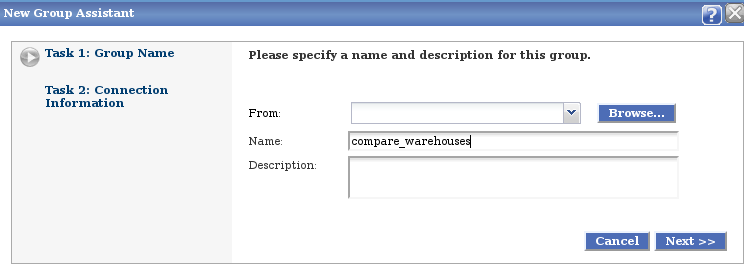 New Group Assistant
?
Task 1: Group Name
Task 2: Connection
Information
Please specify a name and description for this group.
From:
Browse...
Name:
compare_warehouses
Description:
Cancel
Next >>